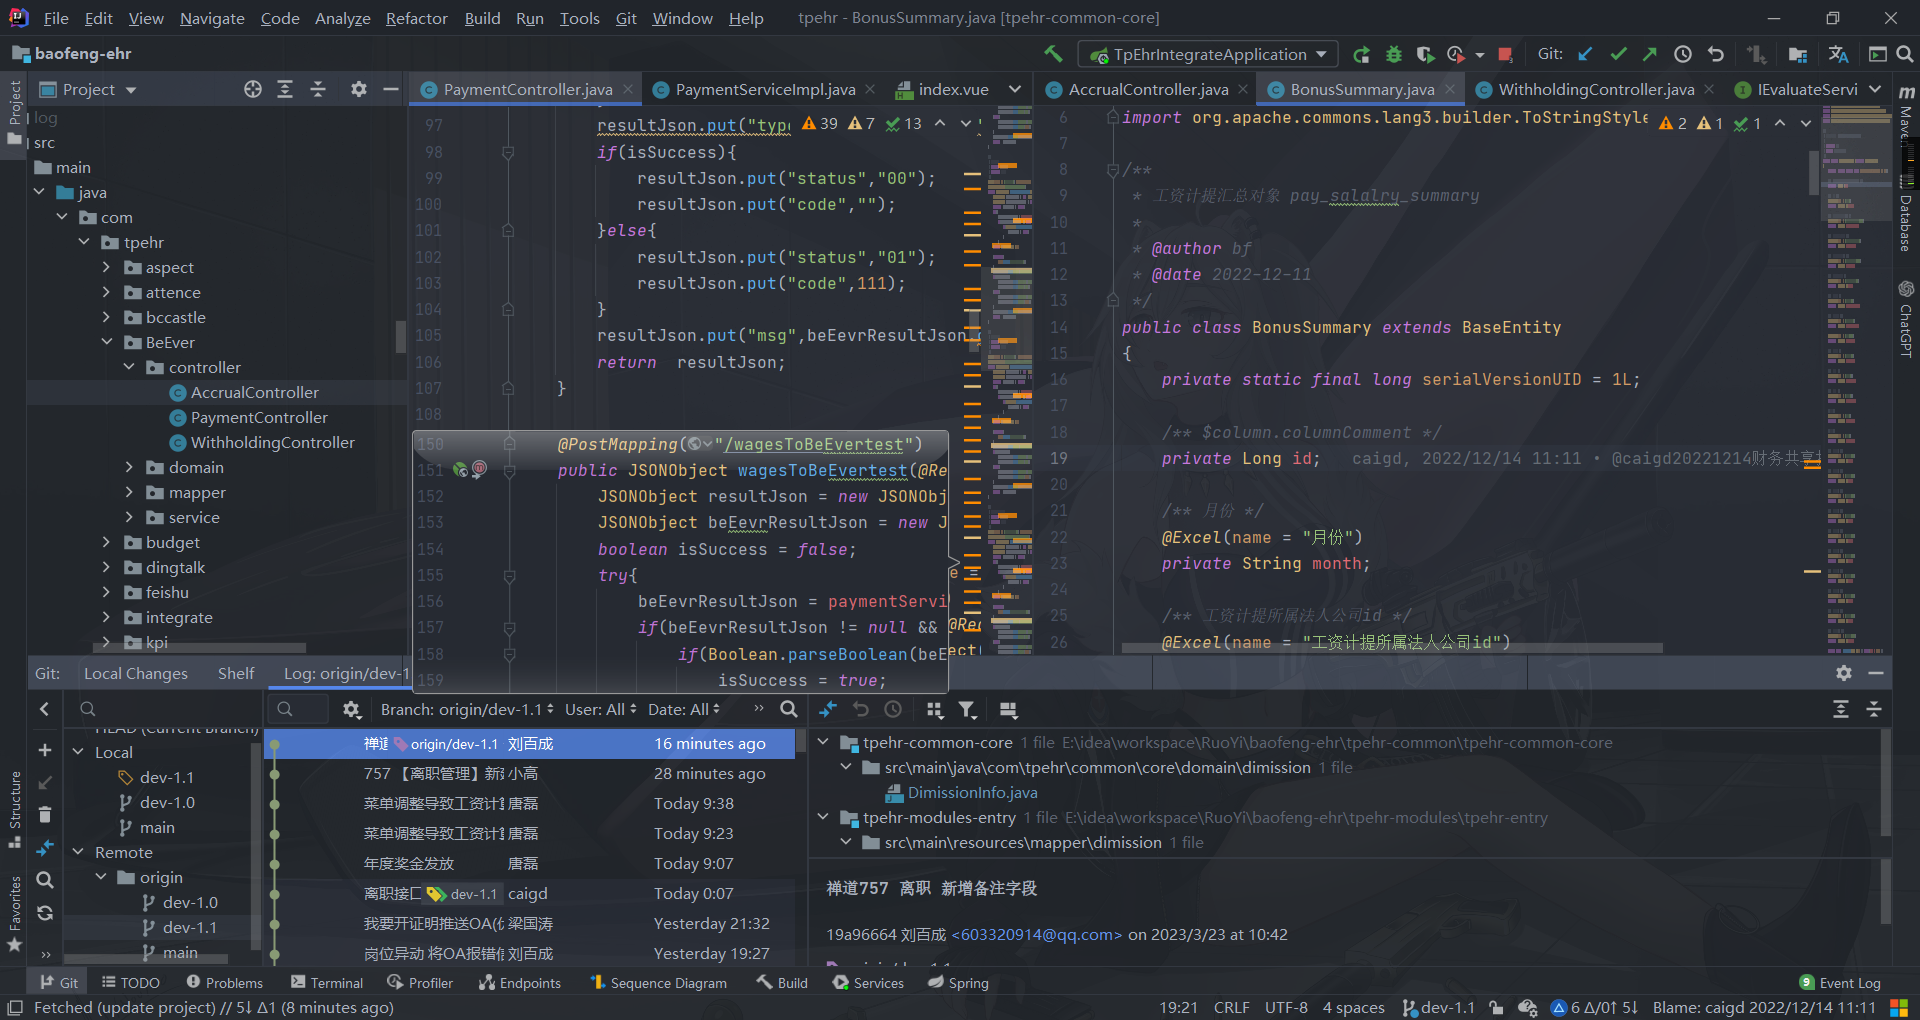 File Edit View Navigate Code Analyze Refactor Build Run Tools Git Window Help tpehr - BonusSummary.java [tpehr-common-core]
baofeng-ehr TpEhrIntegrateApplication Git:
Project
PaymentController.java PaymentServiceImpl.java index.vue
AccrualController.java BonusSummary.java WithholdingController.java IEvaluateServi
Project
log
src
main
java
com
tpehr
aspect
attence
bccastle
BeEver
controller
AccrualController
PaymentController
WithholdingController
domain
mapper
service
budget
dingtalk
feishu
integrate
kpi
39 7 13
97 resultJson.put("type
98 if(isSuccess){
99 resultJson.put("status","00");
100 resultJson.put("code","");
101 }else{
102 resultJson.put("status","01");
103 resultJson.put("code",111);
104 }
105 resultJson.put("msg",beEevrResultJson.
106 return resultJson;
107 }
108
150 @PostMapping("/wagesToBeEvertest")
151 public JSONObject wagesToBeEvertest(@Re
152 JSONObject resultJson = new JSONObj
153 JSONObject beEevrResultJson = new J
154 boolean isSuccess = false;
155 try{
156 beEevrResultJson = paymentServi
157 if(beEevrResultJson != null &&
158 if(Boolean.parseBoolean(beE
159 isSuccess = true;
e =
@Rec
ect(
2 1 1
6 import org.apache.commons.lang3.builder.ToStringStyle
7
8 /**
9 * 工资计提汇总对象 pay_salalry_summary
10 *
11 * @author bf
12 * @date 2022-12-11
13 */
14 public class BonusSummary extends BaseEntity
15 {
16 private static final long serialVersionUID = 1L;
17
18 /** $column.columnComment */
19 private Long id; caigd, 2022/12/14 11:11 • @caigd20221214财务共享
20
21 /** 月份 */
22 @Excel(name = "月份")
23 private String month;
24
25 /** 工资计提所属法人公司id */
26 @Excel(name = "工资计提所属法人公司id")
Maven
Database
ChatGPT
Structure
Favorites
Git: Local Changes Shelf Log: origin/dev-1
Branch: origin/dev-1.1 User: All Date: All »
HEAD (Current Branch)
Local
dev-1.1
dev-1.0
main
Remote
origin
dev-1.0
dev-1.1
main
»
禅道 origin/dev-1.1 刘百成 16 minutes ago
757 【离职管理】新 小高 28 minutes ago
菜单调整导致工资计 唐磊 Today 9:38
菜单调整导致工资计 唐磊 Today 9:23
年度奖金发放 唐磊 Today 9:07
离职接口 dev-1.1 caigd Today 0:07
我要开证明推送OA( 梁国涛 Yesterday 21:32
岗位异动 将OA报错 刘百成 Yesterday 19:27
tpehr-common-core 1 file E:\idea\workspace\RuoYi\baofeng-ehr\tpehr-common\tpehr-common-core
src\main\java\com\tpehr\common\core\domain\dimission 1 file
DimissionInfo.java
tpehr-modules-entry 1 file E:\idea\workspace\RuoYi\baofeng-ehr\tpehr-modules\tpehr-entry
src\main\resources\mapper\dimission 1 file
禅道757 离职 新增备注字段
19a96664 刘百成 <603320914@qq.com> on 2023/3/23 at 10:42
Git TODO Problems Terminal Profiler Endpoints Sequence Diagram Build Services Spring 9 Event Log
Fetched (update project) // 5↓ Δ1 (8 minutes ago) 19:21 CRLF UTF-8 4 spaces dev-1.1 6 Δ/0↑ 5↓ Blame: caigd 2022/12/14 11:11